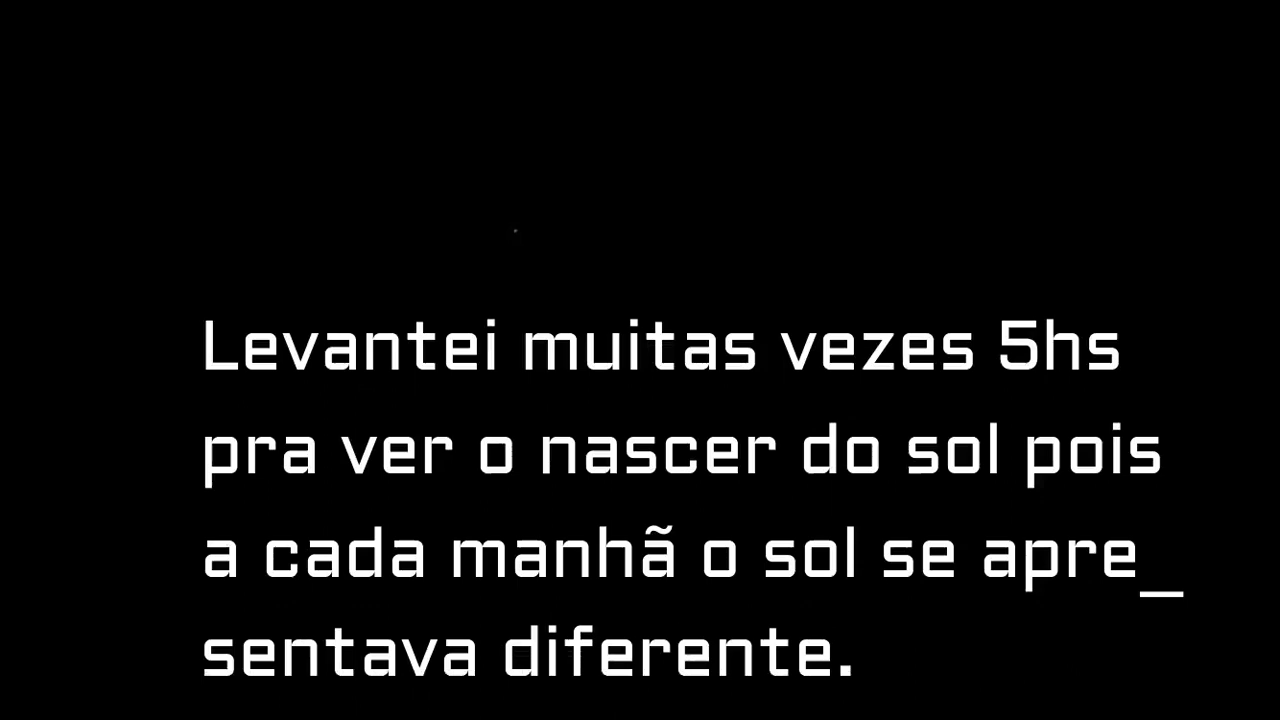 Levantei muitas vezes 5hs
pra ver o nascer do sol pois
a cada manhã o sol se apre_
sentava diferente.